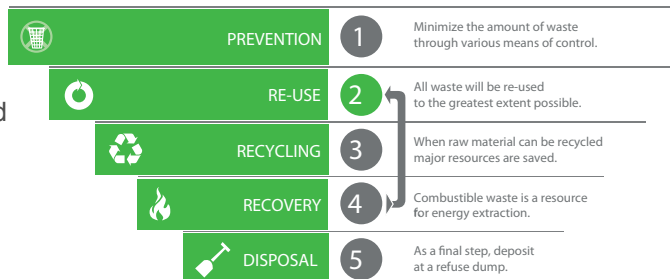 PREVENTION 1 Minimize the amount of waste
through various means of control.
RE-USE 2 All waste will be re-used
to the greatest extent possible.
d
RECYCLING 3 When raw material can be recycled
major resources are saved.
RECOVERY 4 Combustible waste is a resource
for energy extraction.
DISPOSAL 5 As a final step, deposit
at a refuse dump.